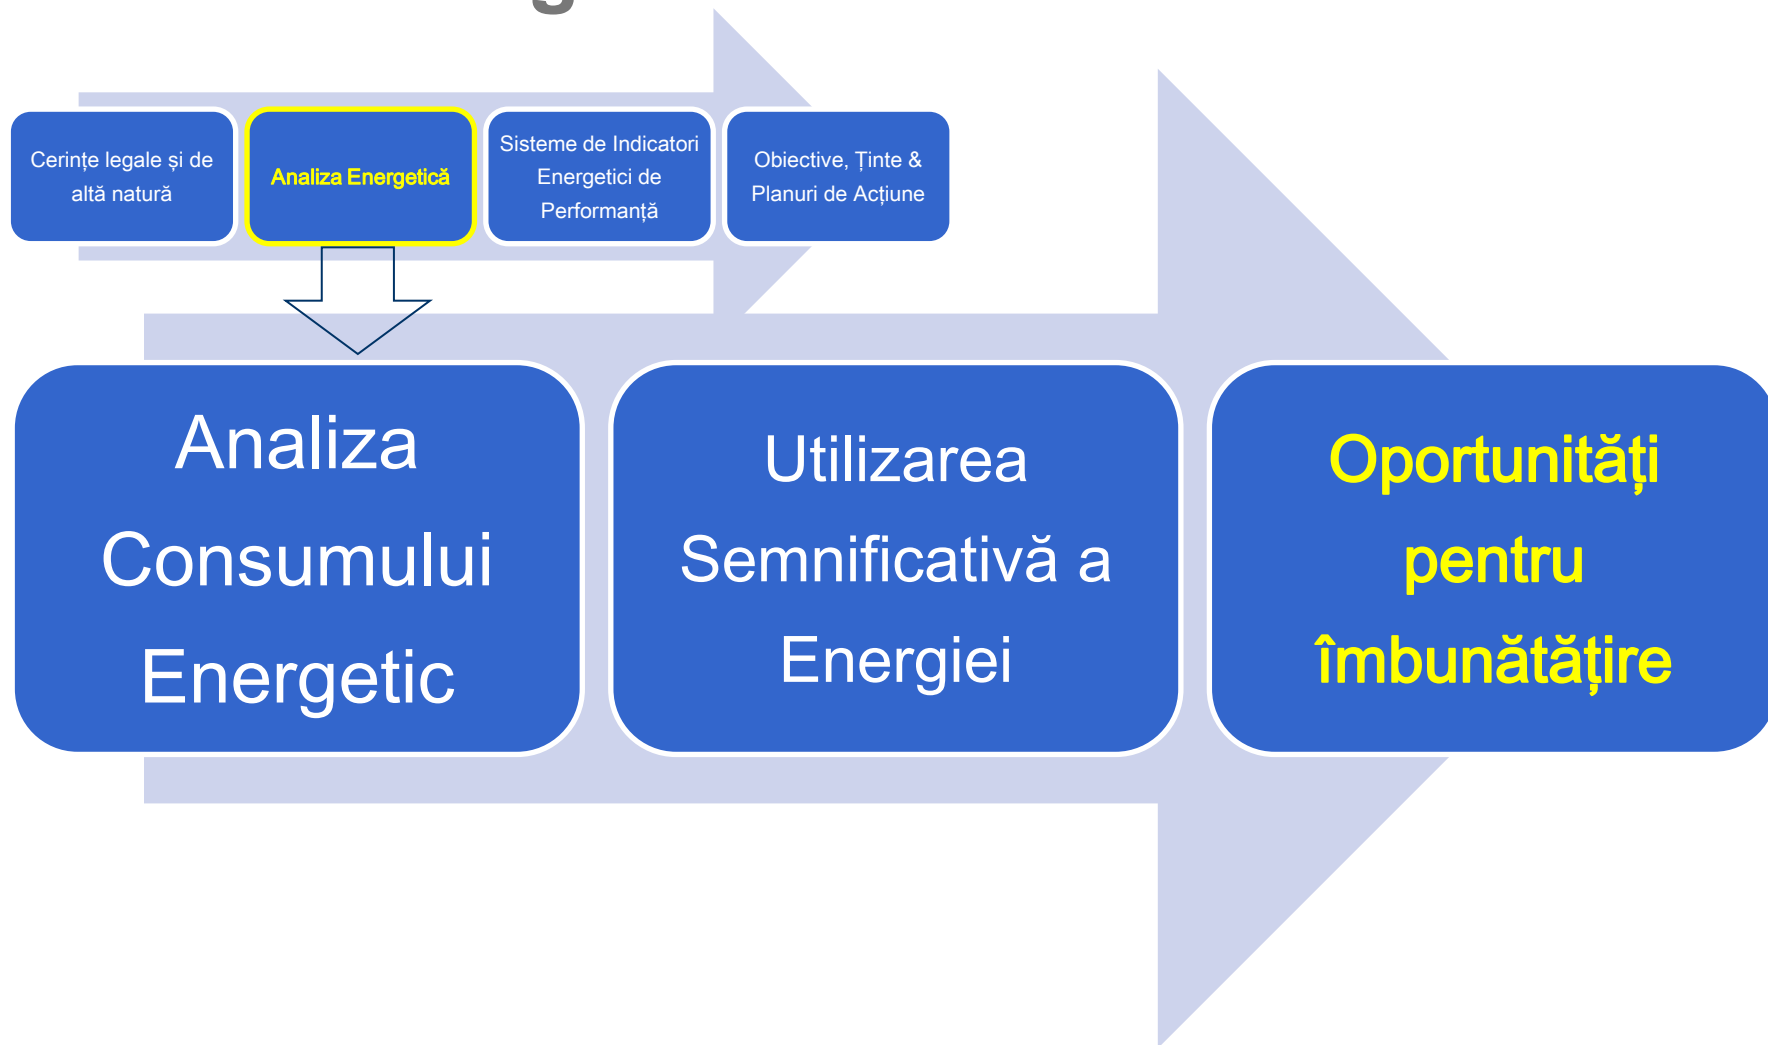 Cerințe legale și de
altă natură
Analiza Energetică
Sisteme de Indicatori
Energetici de
Performanță
Obiective, Ținte &
Planuri de Acțiune
Analiza
Consumului
Energetic
Utilizarea
Semnificativă a
Energiei
Oportunități
pentru
îmbunătățire